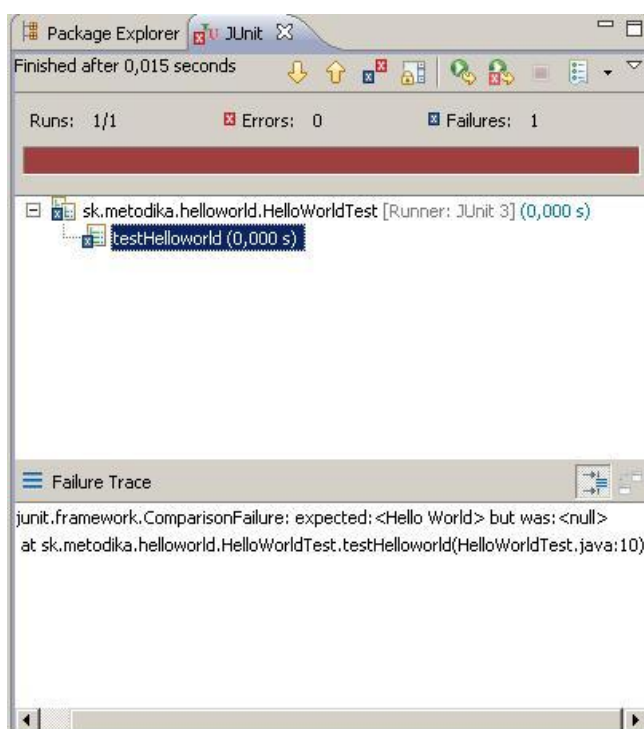 Package Explorer JUnit
Finished after 0,015 seconds
Runs: 1/1 Errors: 0 Failures: 1
sk.metodika.helloworld.HelloWorldTest [Runner: JUnit 3] (0,000 s)
testHelloworld (0,000 s)
Failure Trace
junit.framework.ComparisonFailure: expected:<Hello World> but was:<null>
at sk.metodika.helloworld.HelloWorldTest.testHelloworld(HelloWorldTest.java:10)